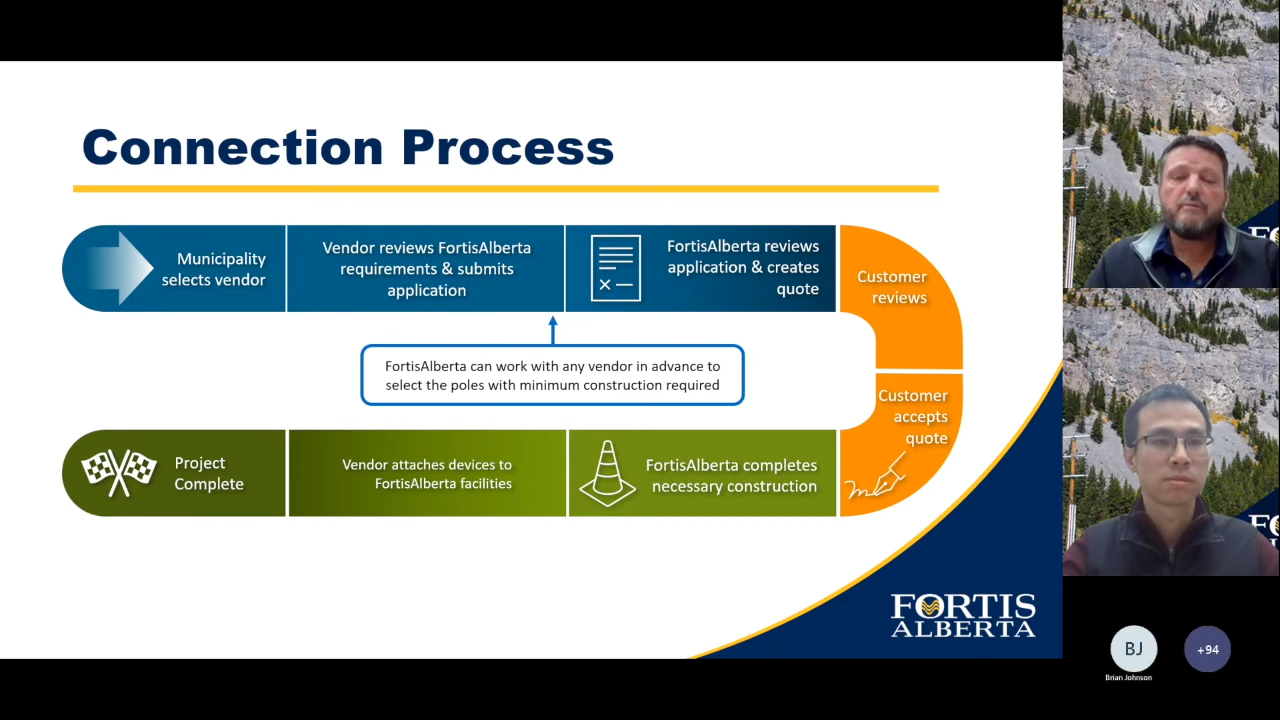 Connection Process
Municipality
selects vendor
Vendor reviews FortisAlberta
requirements & submits
application
FortisAlberta reviews
application & creates
quote
Customer
reviews
FortisAlberta can work with any vendor in advance to
select the poles with minimum construction required
Customer
accepts
quote
Project
Complete
Vendor attaches devices to
FortisAlberta facilities
FortisAlberta completes
necessary construction
FORTIS
ALBERTA
FO
FO
BJ
Brian Johnson
+94